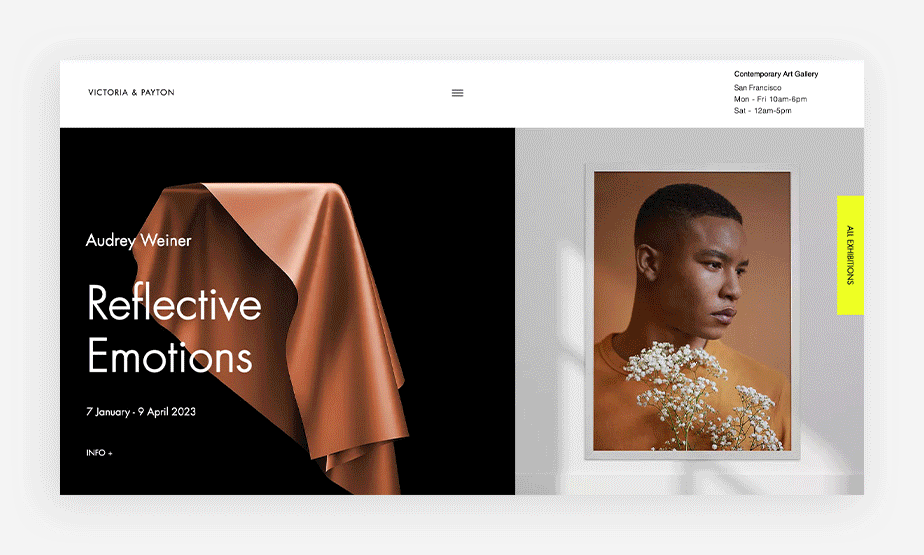 VICTORIA & PAYTON
Contemporary Art Gallery
San Francisco
Mon - Fri 10am-6pm
Sat - 12am-5pm
Audrey Weiner
Reflective
Emotions
7 January - 9 April 2023
INFO +
ALL EXHIBITIONS